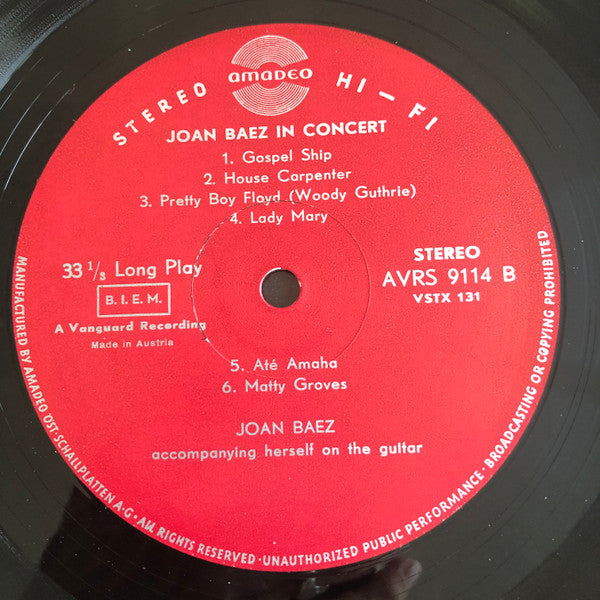 STEREO HI-FI
amadeo
JOAN BAEZ IN CONCERT
1. Gospel Ship
2. House Carpenter
3. Pretty Boy Floyd (Woody Guthrie)
4. Lady Mary
33 1/3 Long Play
B.I.E.M.
A Vanguard Recording
Made in Austria
STEREO
AVRS 9114 B
VSTX 131
5. Até Amaha
6. Matty Groves
JOAN BAEZ
accompanying herself on the guitar
MANUFACTURED BY AMADEO ÖST. SCHALLPLATTEN A·G · ALL RIGHTS RESERVED · UNAUTHORIZED PUBLIC PERFORMANCE · BROADCASTING OR COPYING PROHIBITED